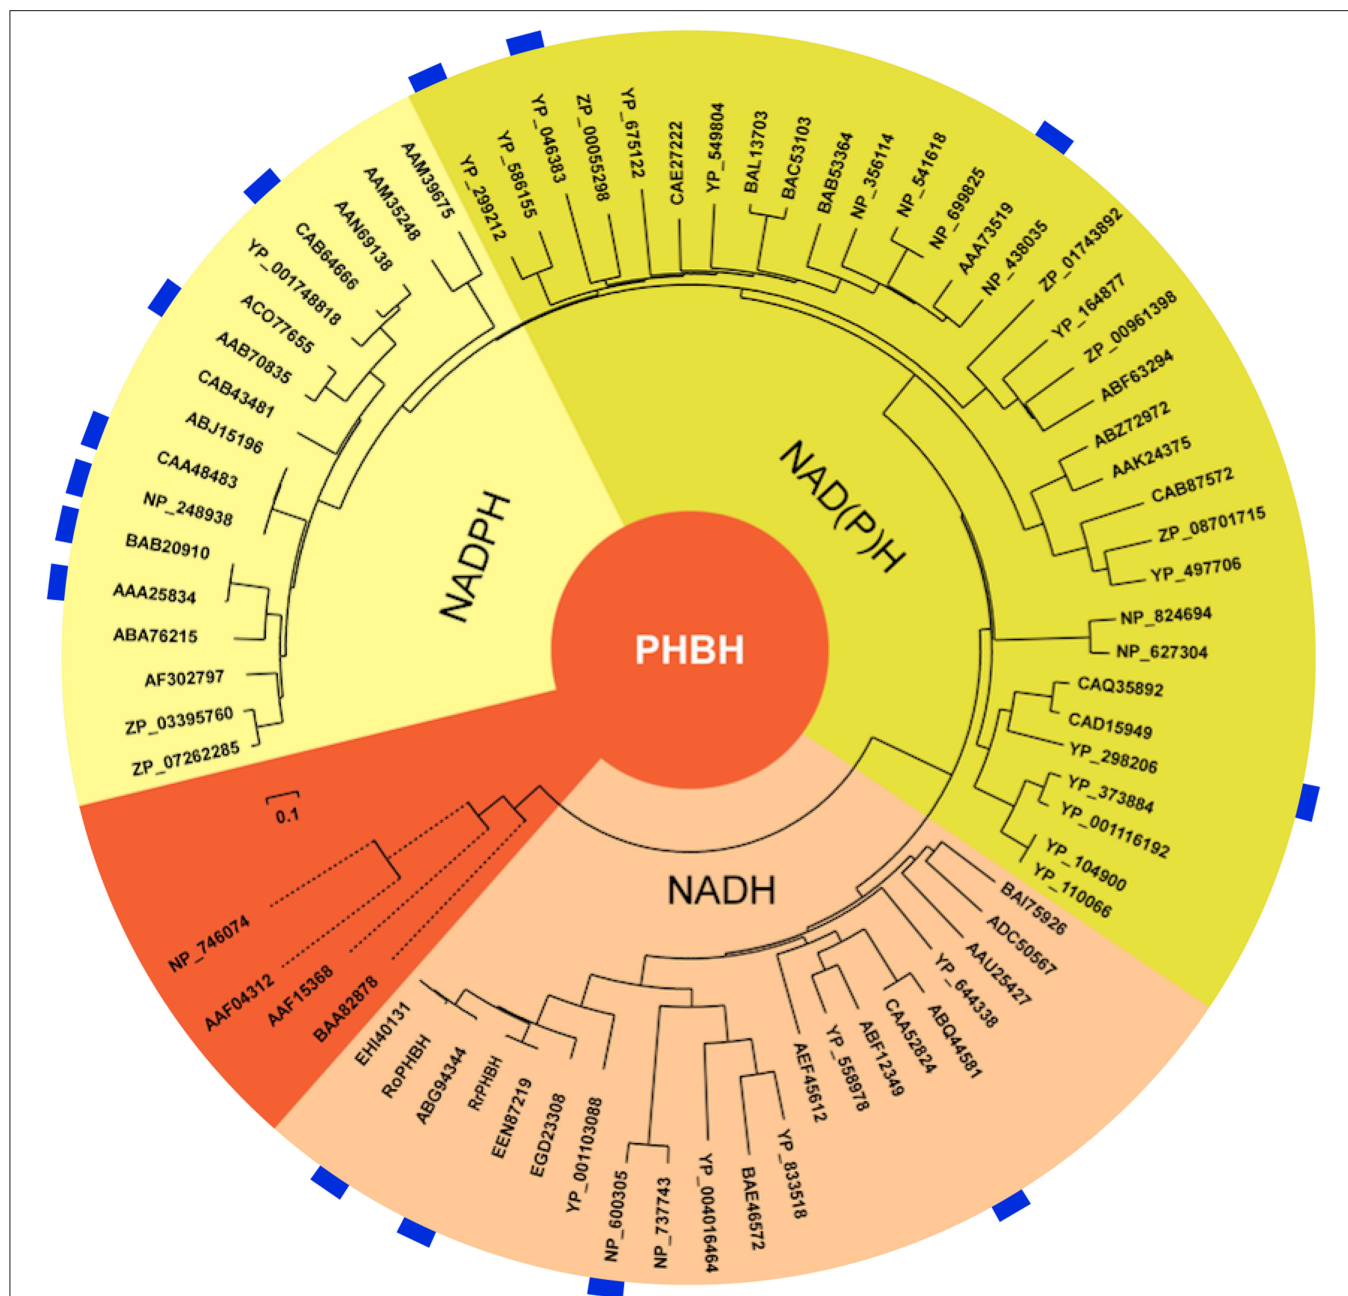 AAM39675
AAM35248
AAN69138
CAB64666
YP_001748818
ACO77655
AAB70835
CAB43481
ABJ15196
CAA48483
NP_248938
BAB20910
AAA25834
ABA76215
AF302797
ZP_03395760
ZP_07262285
YP_299212
YP_586155
YP_046383
ZP_00055298
YP_675122
CAE27222
YP_549804
BAL13703
BAC53103
BAB53364
NP_356114
NP_541618
NP_699825
AAA73519
NP_438035
ZP_01743892
YP_164877
ZP_00961398
ABF63294
ABZ72972
AAK24375
CAB87572
ZP_08701715
YP_497706
NP_824694
NP_627304
CAQ35892
CAD15949
YP_298206
YP_373884
YP_001116192
YP_104900
YP_110066
BAI75926
ADC50567
AAU25427
YP_644338
ABQ44581
CAA52824
ABF12349
YP_558978
AEF45612
YP_833518
BAE46572
YP_004016464
NP_737743
NP_600305
YP_001103088
EGD23308
EEN87219
RrPHBH
ABG94344
RoPHBH
EHI40131
BAA82878
AAF15368
AAF04312
NP_746074
0.1
NADPH
NAD(P)H
PHBH
NADH